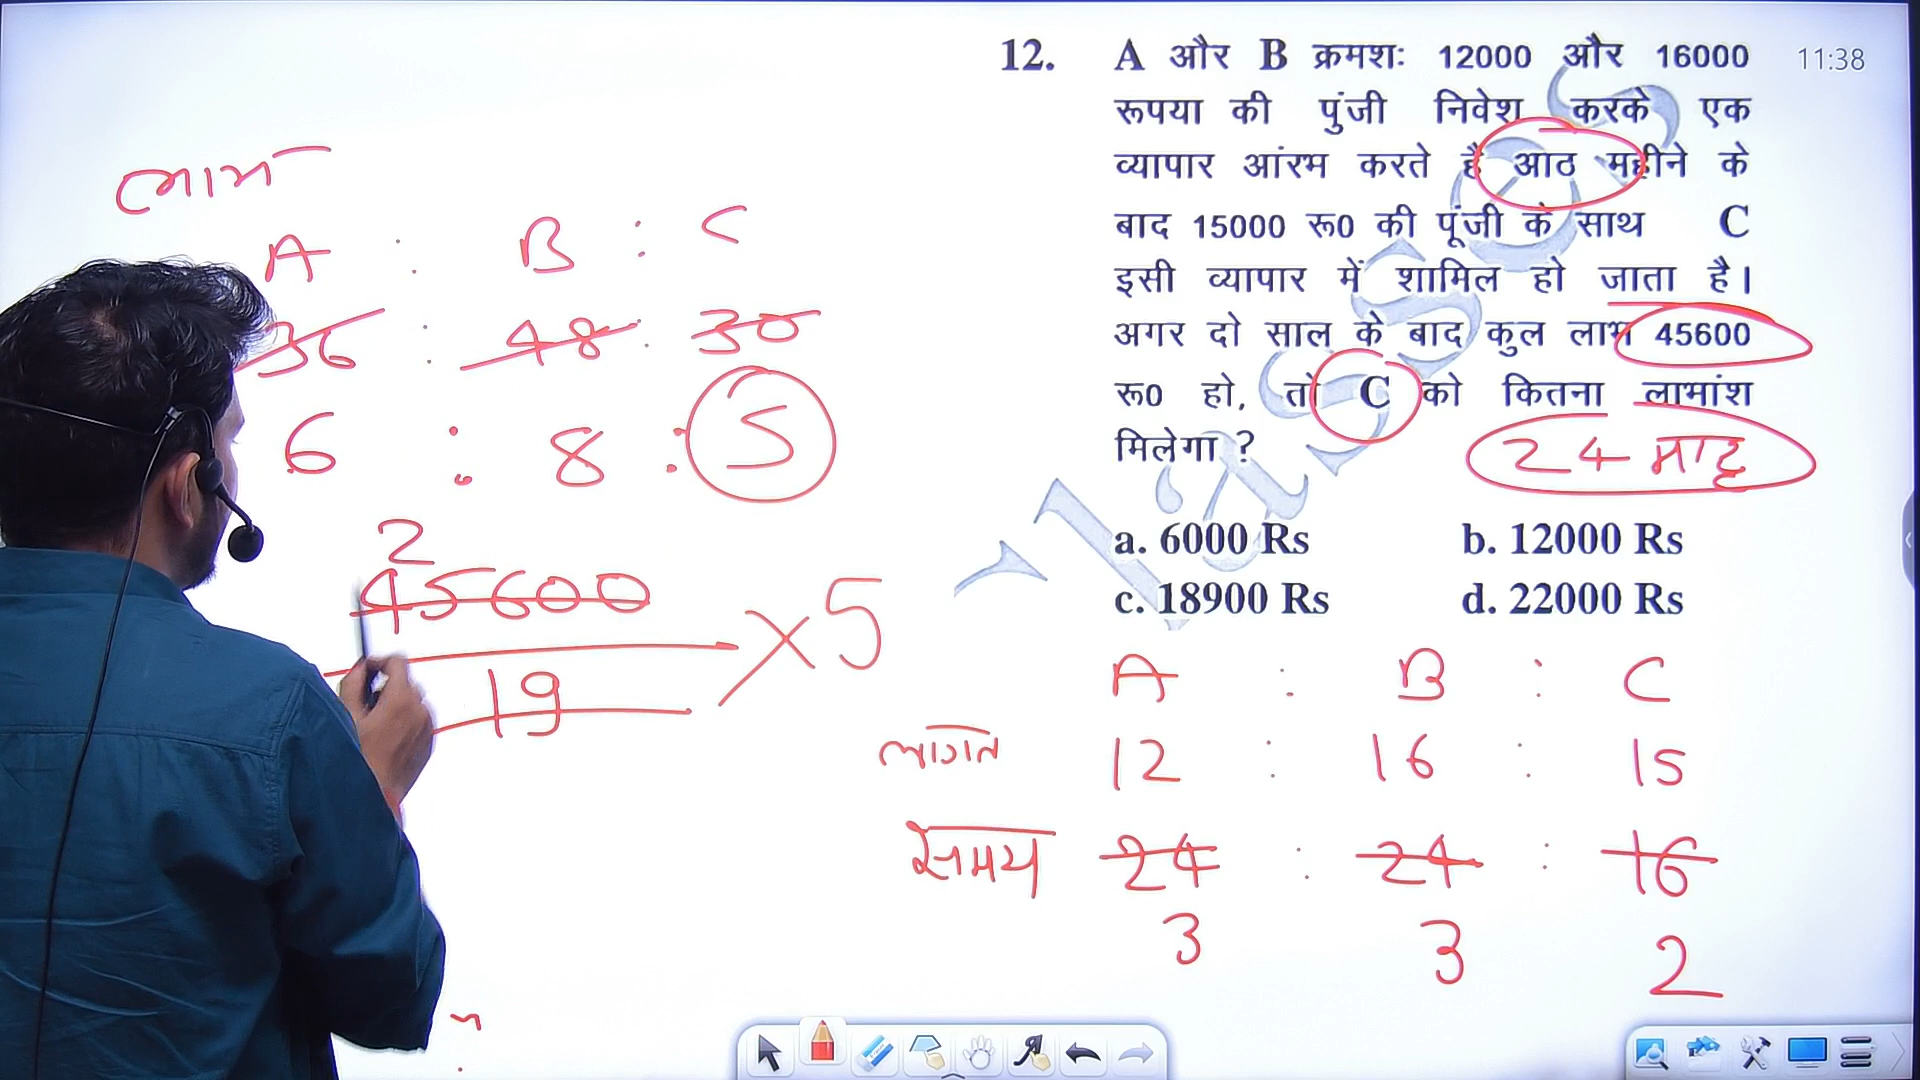 12. A और B क्रमशः 12000 और 16000
रूपया की पुंजी निवेश करके एक
व्यापार आंरभ करते है आठ महीने के
बाद 15000 रू0 की पूंजी के साथ C
इसी व्यापार में शामिल हो जाता है।
अगर दो साल के बाद कुल लाभ 45600
रू0 हो, तो C को कितना लाभांश
मिलेगा ?
24 माह
a. 6000 Rs b. 12000 Rs
c. 18900 Rs d. 22000 Rs
11:38
A : B : C
लागत 12 : 16 : 15
समय 24 : 24 : 16
3 3 2
लाभ
A : B : C
36 : 48 : 30
6 : 8 : 5
2
45600
19
×5